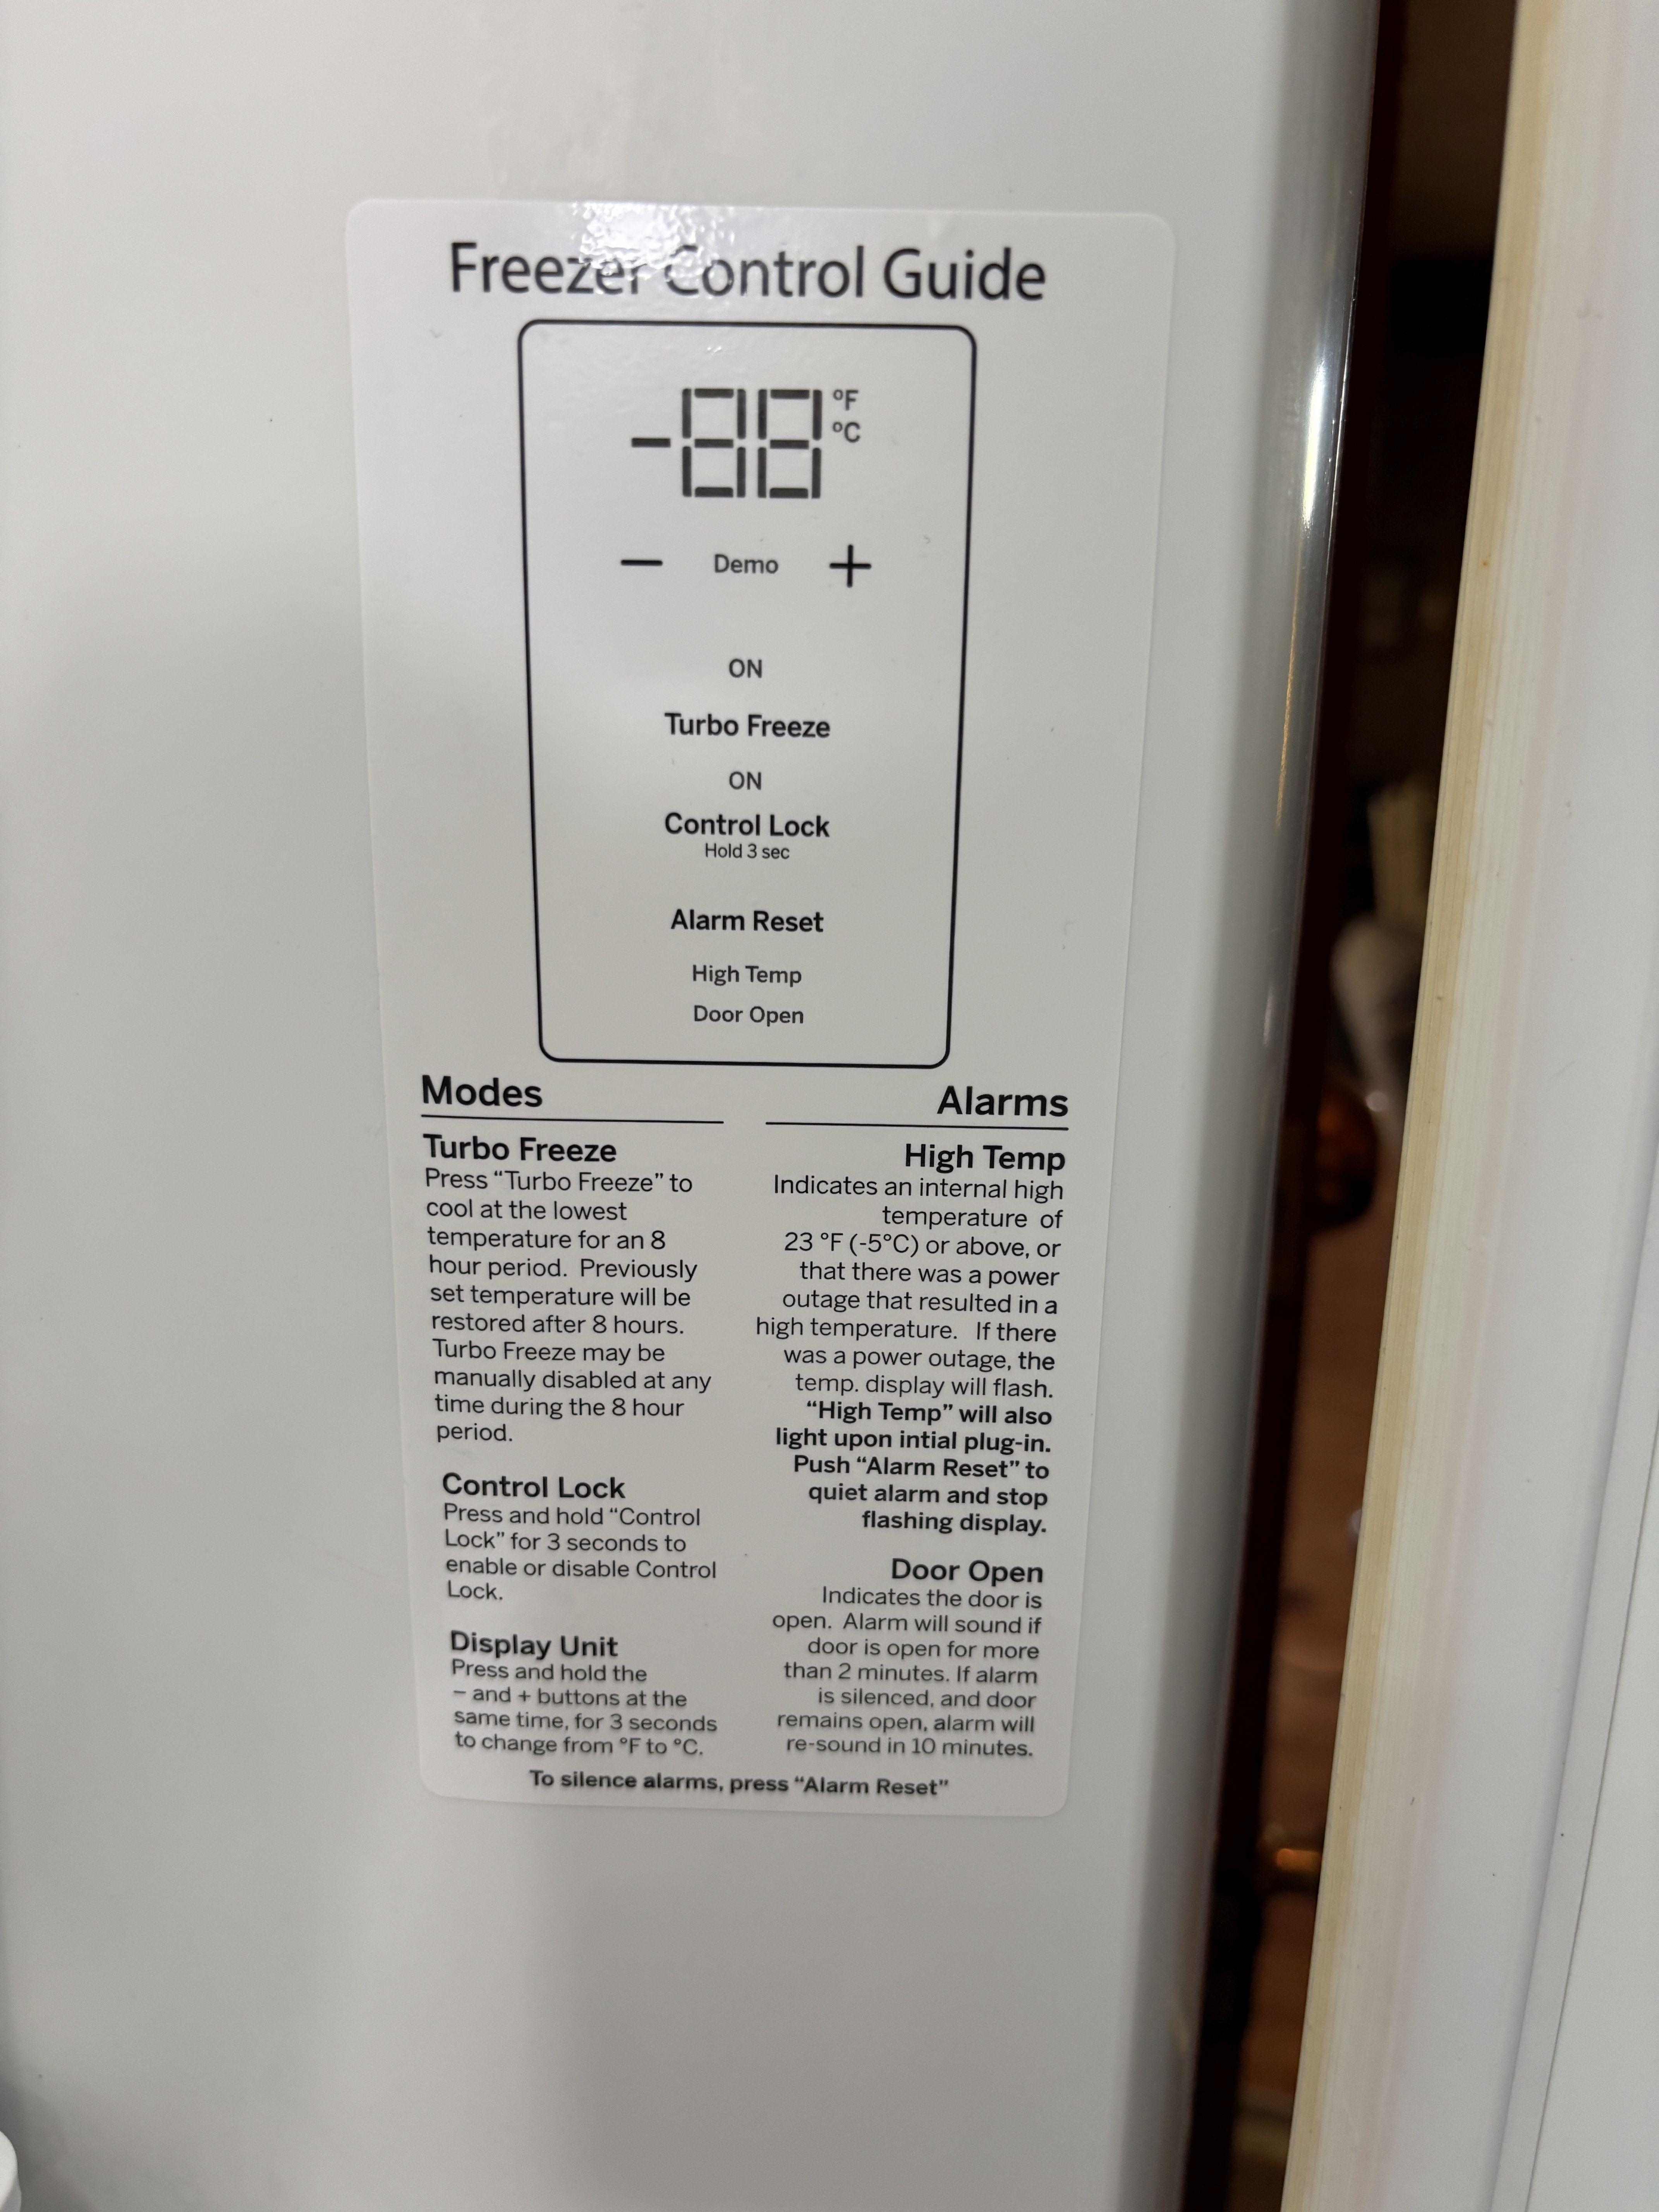 Freezer Control Guide
-88 °F
°C
− Demo +
ON
Turbo Freeze
ON
Control Lock
Hold 3 sec
Alarm Reset
High Temp
Door Open
Modes
Turbo Freeze
Press “Turbo Freeze” to
cool at the lowest
temperature for an 8
hour period. Previously
set temperature will be
restored after 8 hours.
Turbo Freeze may be
manually disabled at any
time during the 8 hour
period.
Control Lock
Press and hold “Control
Lock” for 3 seconds to
enable or disable Control
Lock.
Display Unit
Press and hold the
– and + buttons at the
same time, for 3 seconds
to change from °F to °C.
Alarms
High Temp
Indicates an internal high
temperature of
23 °F (-5°C) or above, or
that there was a power
outage that resulted in a
high temperature. If there
was a power outage, the
temp. display will flash.
“High Temp” will also
light upon intial plug-in.
Push “Alarm Reset” to
quiet alarm and stop
flashing display.
Door Open
Indicates the door is
open. Alarm will sound if
door is open for more
than 2 minutes. If alarm
is silenced, and door
remains open, alarm will
re-sound in 10 minutes.
To silence alarms, press “Alarm Reset”